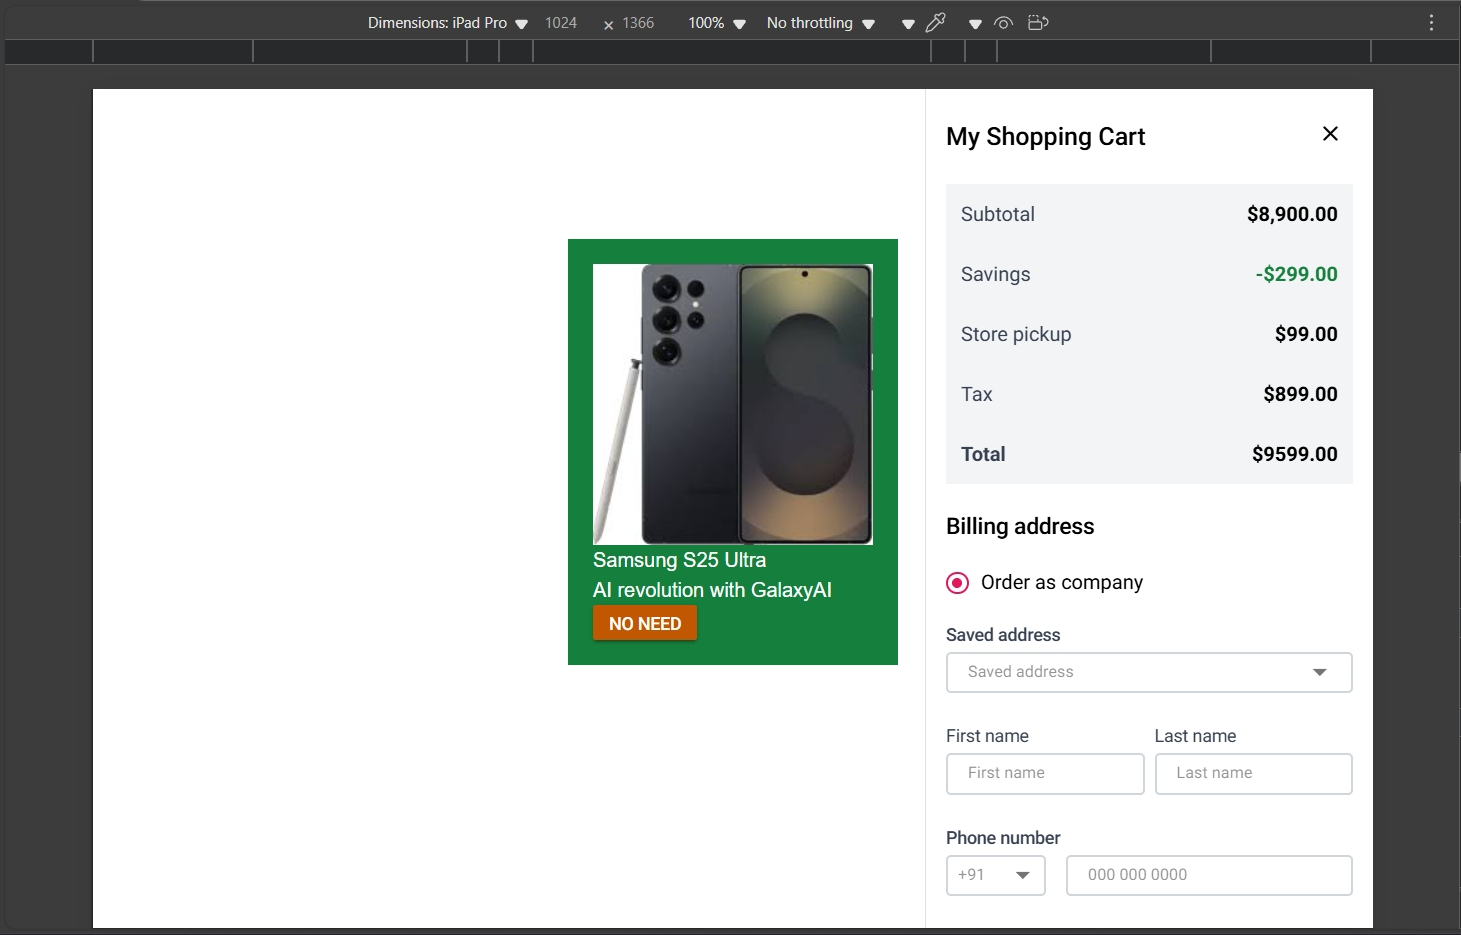 Dimensions: iPad Pro 1024 × 1366 100% No throttling
My Shopping Cart
Subtotal $8,900.00
Savings -$299.00
Store pickup $99.00
Tax $899.00
Total $9599.00
Samsung S25 Ultra
AI revolution with GalaxyAI
NO NEED
Billing address
Order as company
Saved address
Saved address
First name Last name
First name Last name
Phone number
+91 000 000 0000